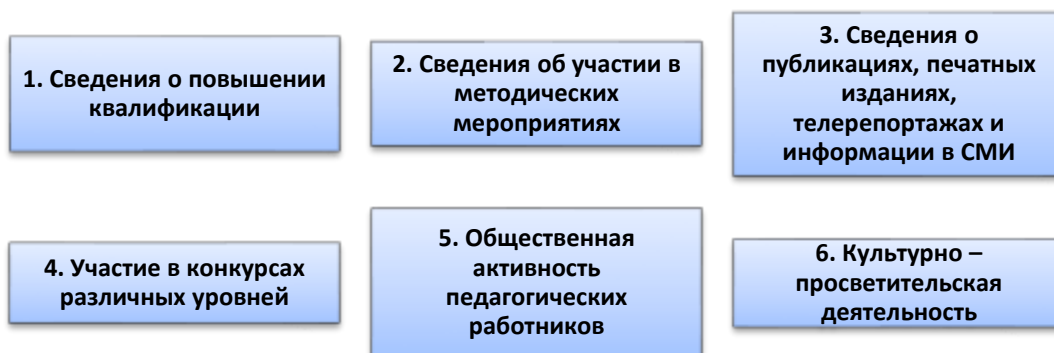 1. Сведения о повышении
квалификации
2. Сведения об участии в
методических
мероприятиях
3. Сведения о
публикациях, печатных
изданиях,
телерепортажах и
информации в СМИ
4. Участие в конкурсах
различных уровней
5. Общественная
активность
педагогических
работников
6. Культурно –
просветительская
деятельность